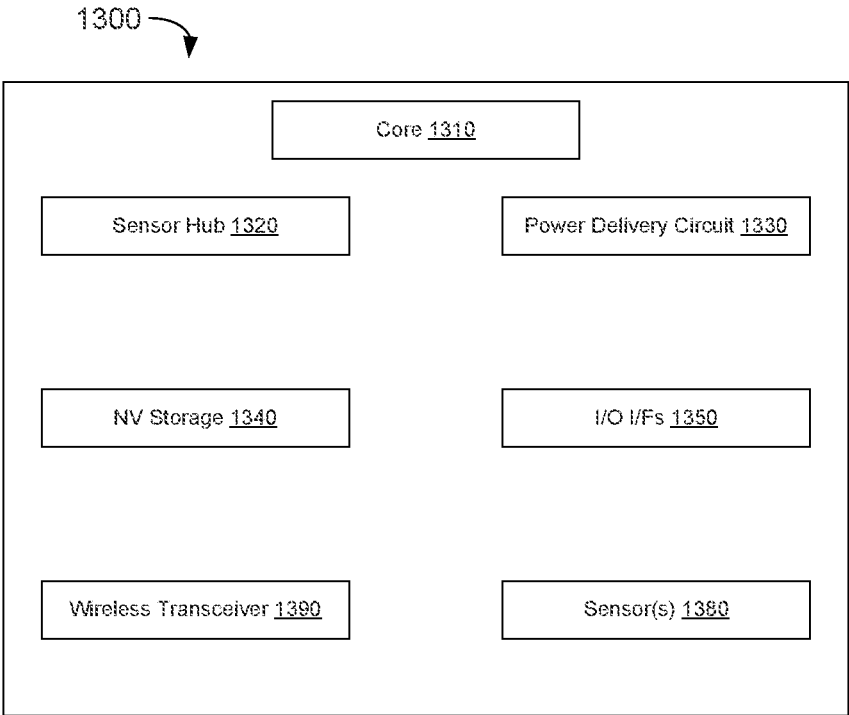 1300
Core 1310
Sensor Hub 1320
Power Delivery Circuit 1330
NV Storage 1340
I/O I/Fs 1350
Wireless Transceiver 1390
Sensor(s) 1380